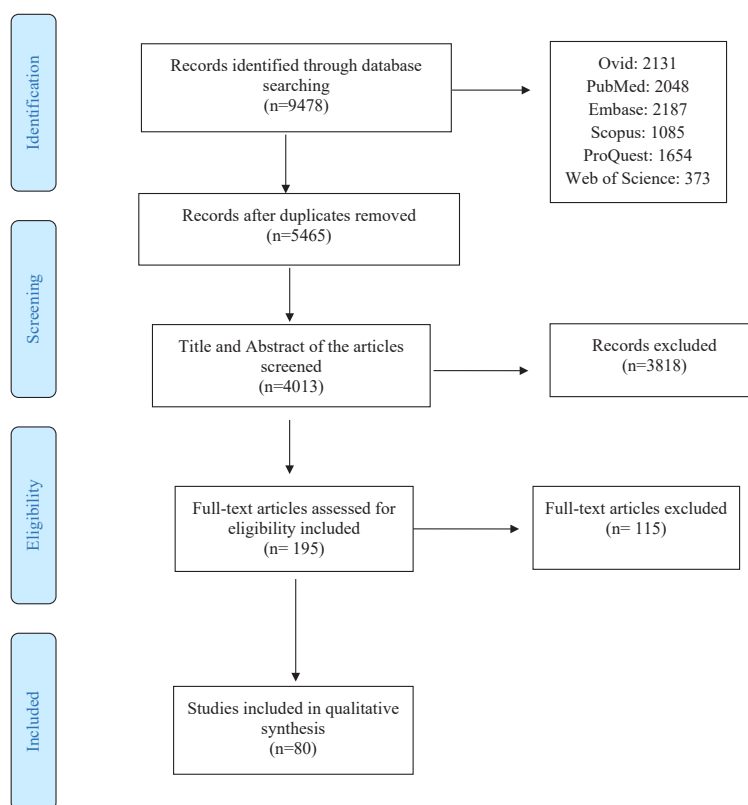 Identification
Records identified through database
searching
(n=9478)
Ovid: 2131
PubMed: 2048
Embase: 2187
Scopus: 1085
ProQuest: 1654
Web of Science: 373
Records after duplicates removed
(n=5465)
Screening
Title and Abstract of the articles
screened
(n=4013)
Records excluded
(n=3818)
Eligibility
Full-text articles assessed for
eligibility included
(n= 195)
Full-text articles excluded
(n= 115)
Included
Studies included in qualitative
synthesis
(n=80)